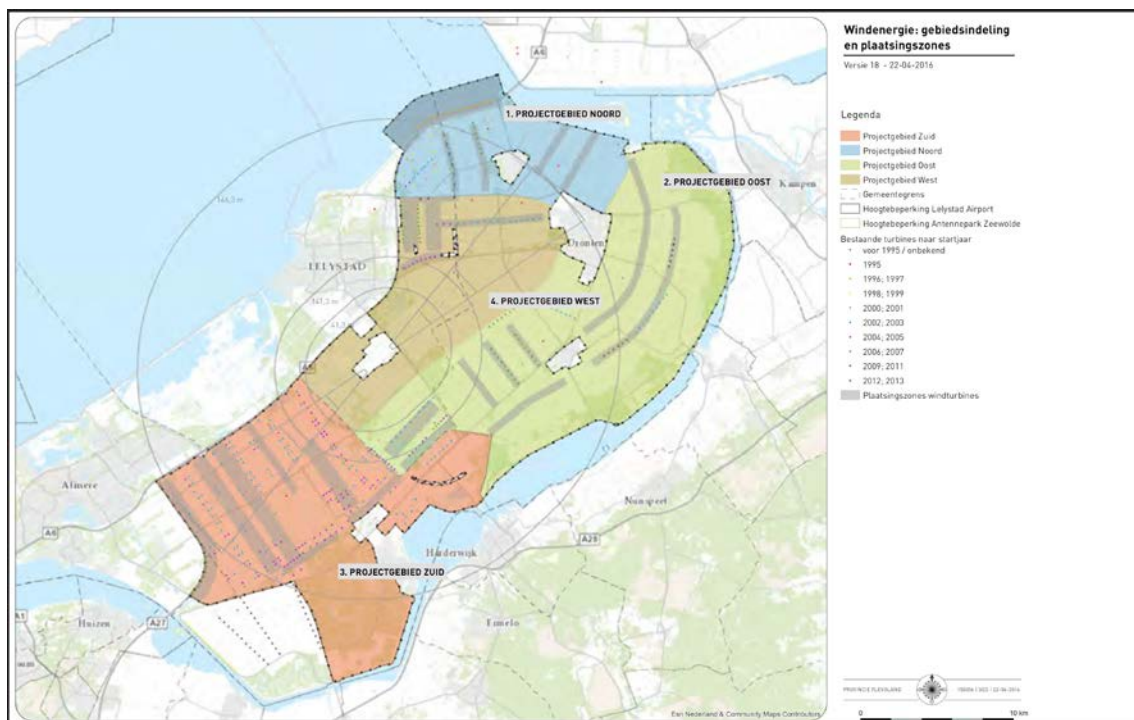 Windenergie: gebiedsindeling
en plaatsingszones
Versie 18 - 22-04-2016
Legenda
Projectgebied Zuid
Projectgebied Noord
Projectgebied Oost
Projectgebied West
Gemeentegrens
Hoogtebeperking Lelystad Airport
Hoogtebeperking Antennepark Zeewolde
Bestaande turbines naar startjaar
voor 1995 / onbekend
1995
1996; 1997
1998; 1999
2000; 2001
2002; 2003
2004; 2005
2006; 2007
2009; 2011
2012; 2013
Plaatsingszones windturbines
A6
1. PROJECTGEBIED NOORD
2. PROJECTGEBIED OOST
Kampen
Dronten
LELYSTAD
4. PROJECTGEBIED WEST
Almere
A6
Nunspeet
A28
Harderwijk
3. PROJECTGEBIED ZUID
Ermelo
A1
Huizen
A27
PROVINCIE FLEVOLAND
0
10 km
Esri Nederland & Community Maps Contributors